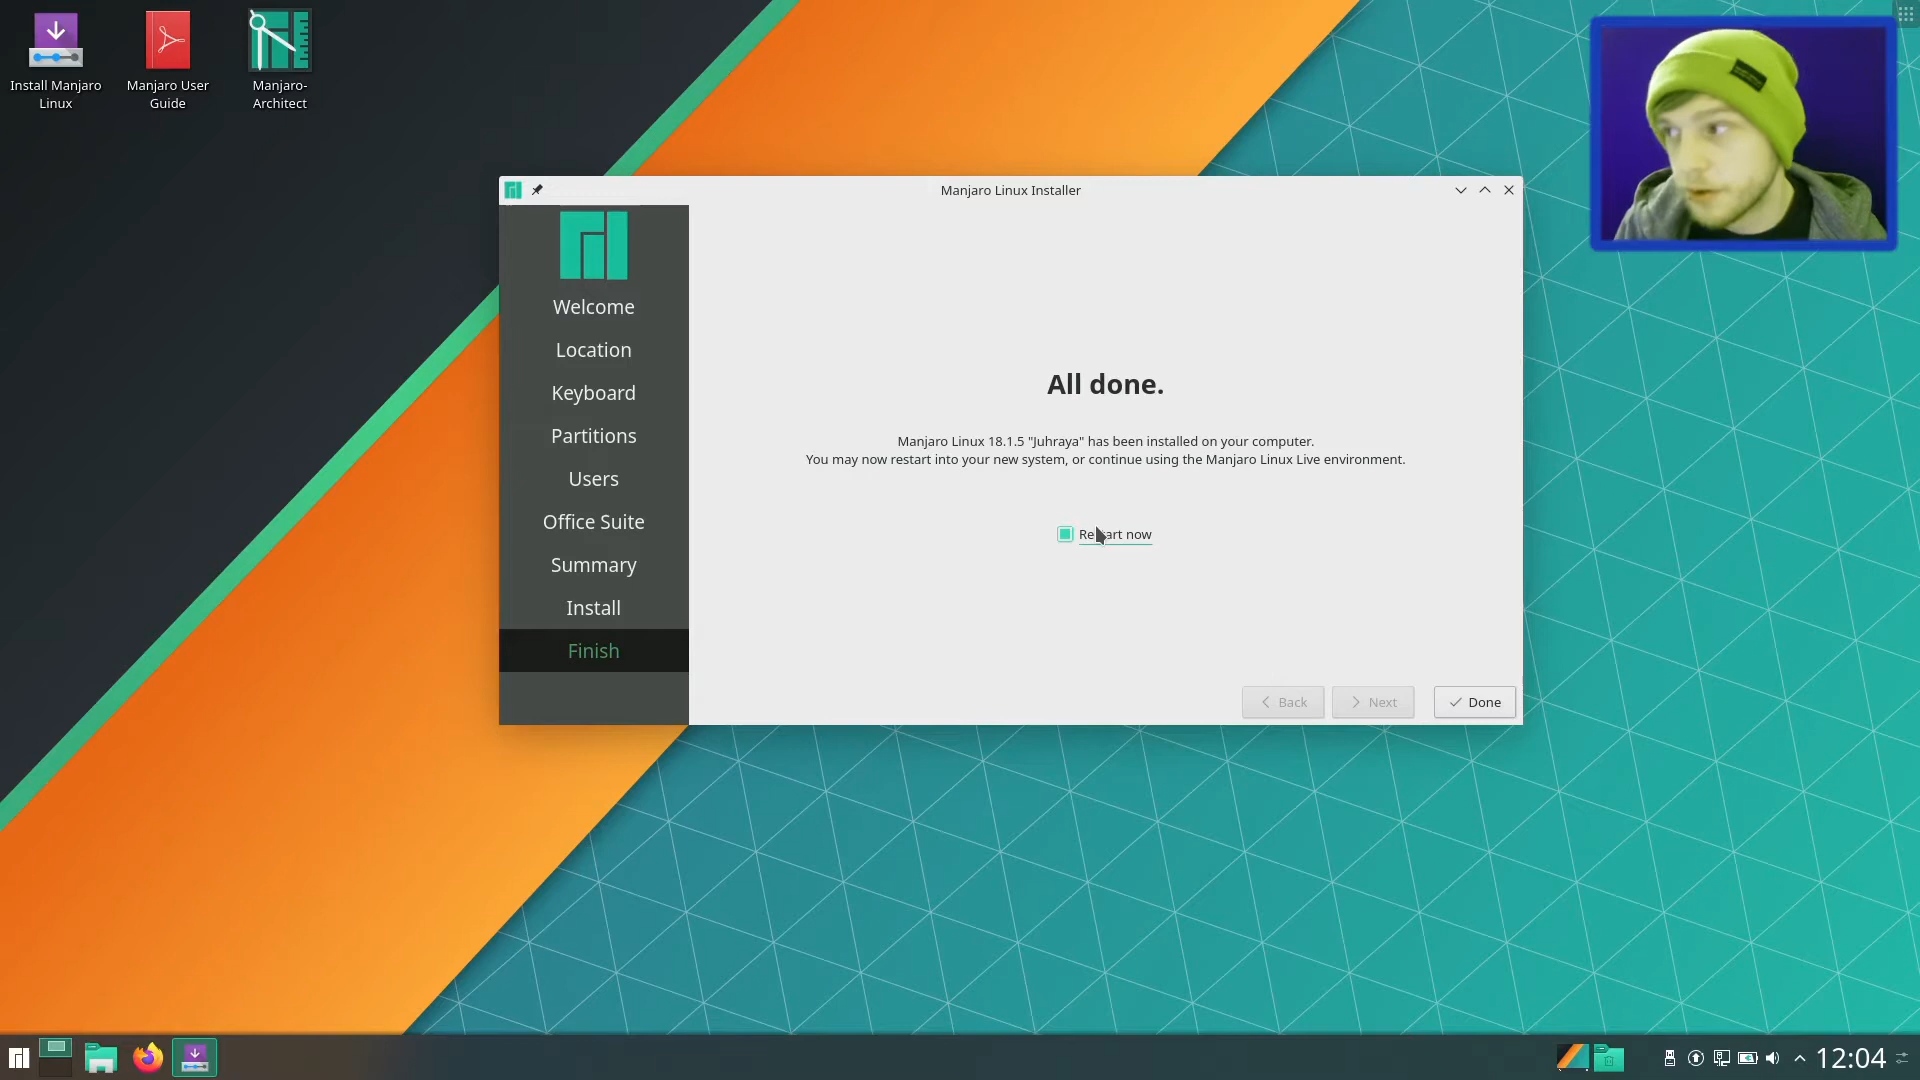 Install Manjaro
Linux
Manjaro User
Guide
Manjaro-
Architect
Manjaro Linux Installer
Welcome
Location
Keyboard
Partitions
Users
Office Suite
Summary
Install
Finish
All done.
Manjaro Linux 18.1.5 "Juhraya" has been installed on your computer.
You may now restart into your new system, or continue using the Manjaro Linux Live environment.
Restart now
Back
Next
Done
12:04